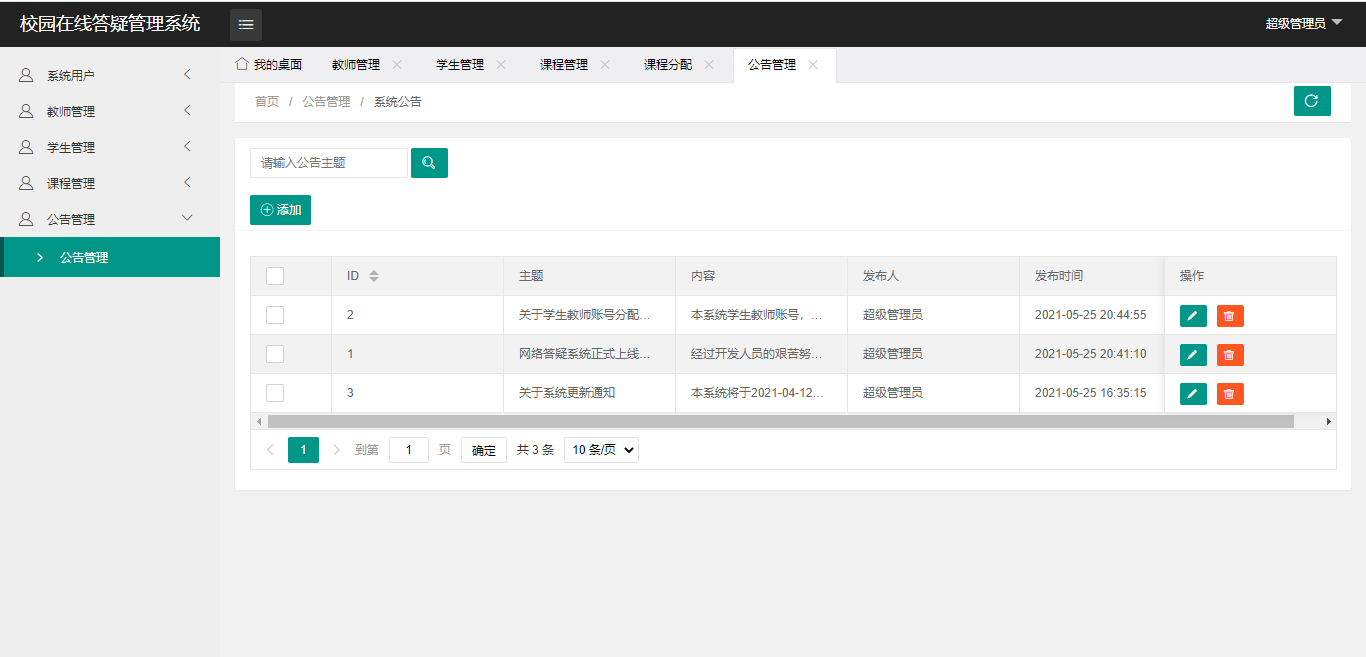 校园在线答疑管理系统
超级管理员
系统用户
教师管理
学生管理
课程管理
公告管理
公告管理
我的桌面 教师管理 学生管理 课程管理 课程分配 公告管理
首页 / 公告管理 / 系统公告
请输入公告主题
添加
ID 主题 内容 发布人 发布时间 操作
2 关于学生教师账号分配... 本系统学生教师账号，... 超级管理员 2021-05-25 20:44:55
1 网络答疑系统正式上线... 经过开发人员的艰苦努... 超级管理员 2021-05-25 20:41:10
3 关于系统更新通知 本系统将于2021-04-12... 超级管理员 2021-05-25 16:35:15
1 到第 1 页 确定 共 3 条 10 条/页